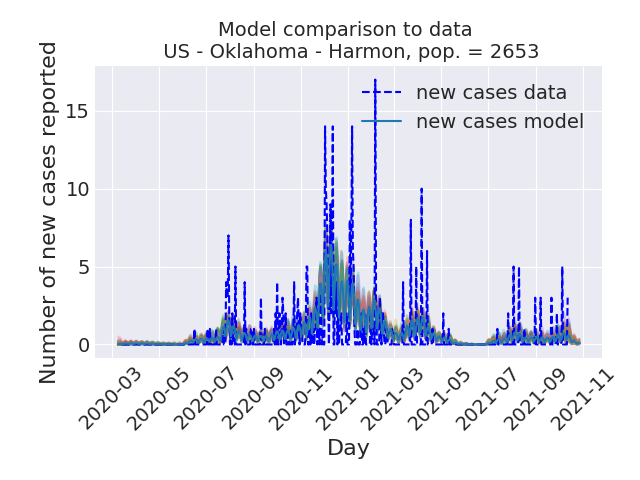 Model comparison to data
US - Oklahoma - Harmon, pop. = 2653
Number of new cases reported
15
10
5
0
new cases data
new cases model
2020-03
2020-05
2020-07
2020-09
2020-11
2021-01
2021-03
2021-05
2021-07
2021-09
2021-11
Day